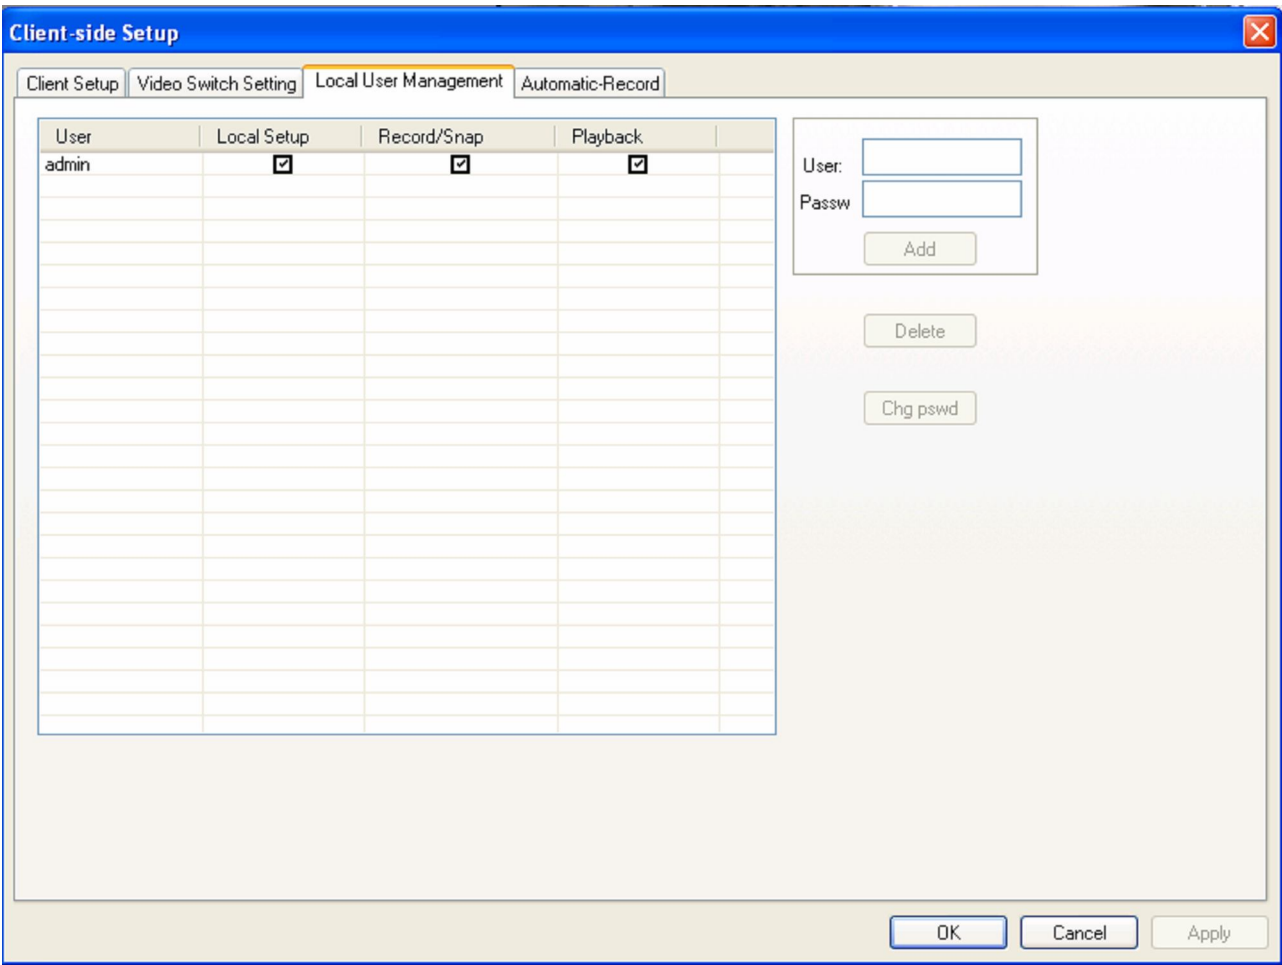 Client-side Setup
Client Setup Video Switch Setting Local User Management Automatic-Record
User Local Setup Record/Snap Playback
admin
User:
Passw
Add
Delete
Chg pswd
OK Cancel Apply